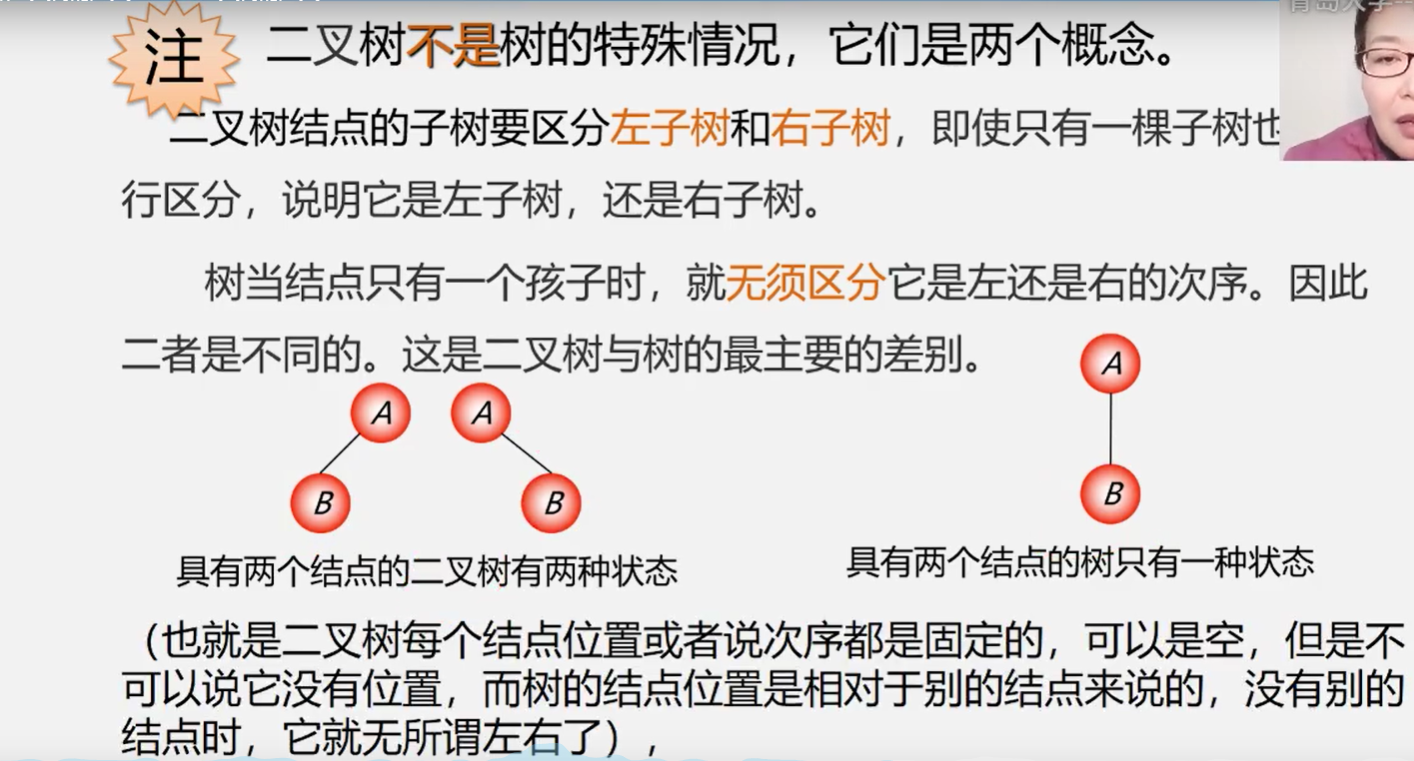 注
二叉树不是树的特殊情况，它们是两个概念。
二叉树结点的子树要区分左子树和右子树，即使只有一棵子树也
行区分，说明它是左子树，还是右子树。
树当结点只有一个孩子时，就无须区分它是左还是右的次序。因此
二者是不同的。这是二叉树与树的最主要的差别。
A
A
A
B
B
B
具有两个结点的二叉树有两种状态
具有两个结点的树只有一种状态
（也就是二叉树每个结点位置或者说次序都是固定的，可以是空，但是不
可以说它没有位置，而树的结点位置是相对于别的结点来说的，没有别的
结点时，它就无所谓左右了），